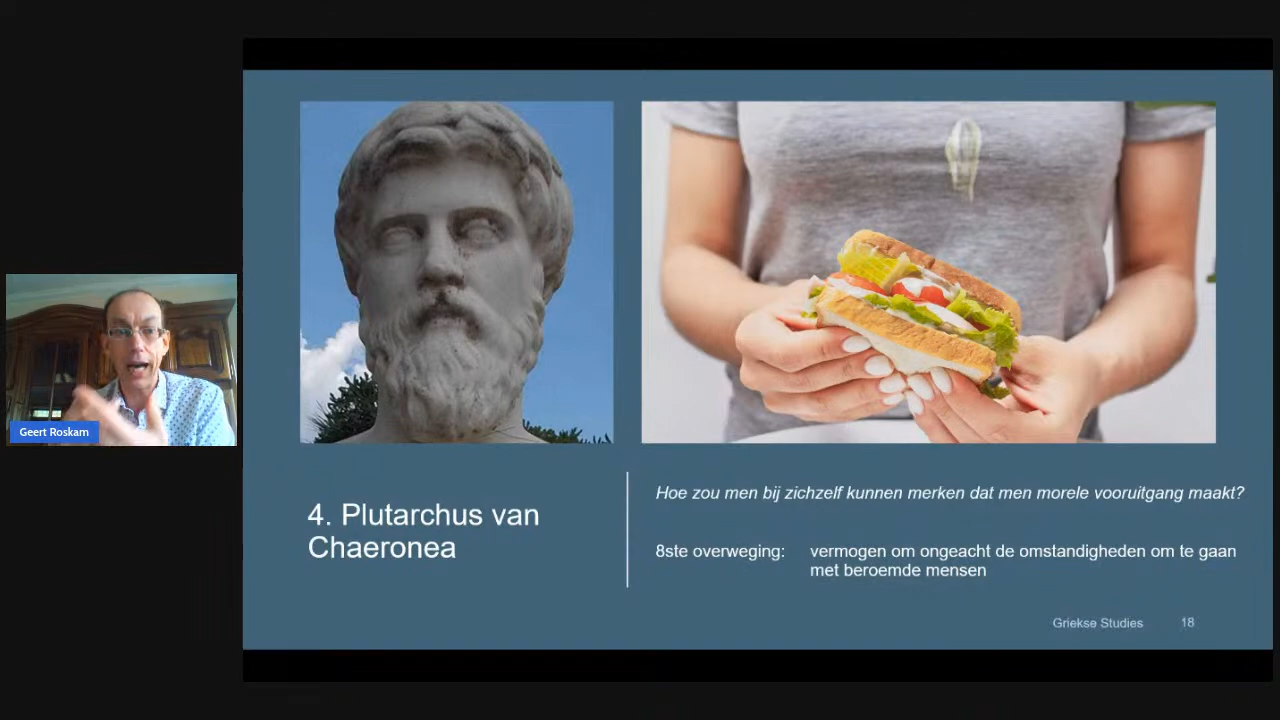 Geert Roskam
4. Plutarchus van
Chaeronea
Hoe zou men bij zichzelf kunnen merken dat men morele vooruitgang maakt?
8ste overweging: vermogen om ongeacht de omstandigheden om te gaan
met beroemde mensen
Griekse Studies 18